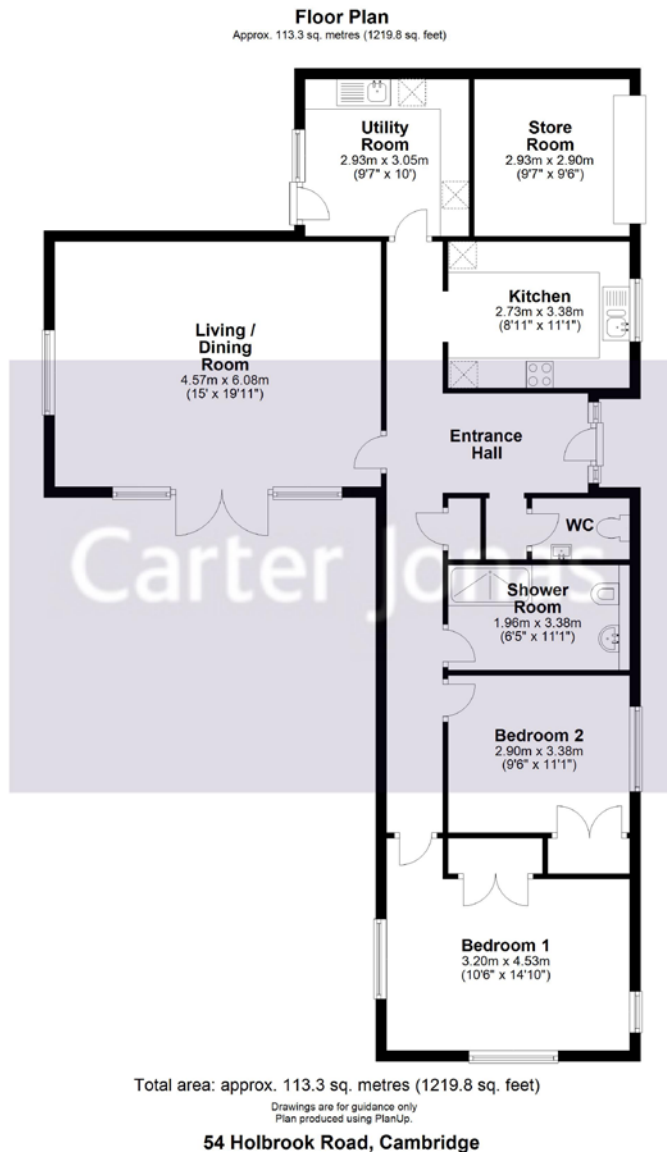 Floor Plan
Approx. 113.3 sq. metres (1219.8 sq. feet)
Utility
Room
2.93m x 3.05m
(9'7" x 10')
Store
Room
2.93m x 2.90m
(9'7" x 9'6")
Kitchen
2.73m x 3.38m
(8'11" x 11'1")
Living /
Dining
Room
4.57m x 6.08m
(15' x 19'11")
Entrance
Hall
WC
Carter Jonas
Shower
Room
1.96m x 3.38m
(6'5" x 11'1")
Bedroom 2
2.90m x 3.38m
(9'6" x 11'1")
Bedroom 1
3.20m x 4.53m
(10'6" x 14'10")
Total area: approx. 113.3 sq. metres (1219.8 sq. feet)
Drawings are for guidance only
Plan produced using PlanUp.
54 Holbrook Road, Cambridge